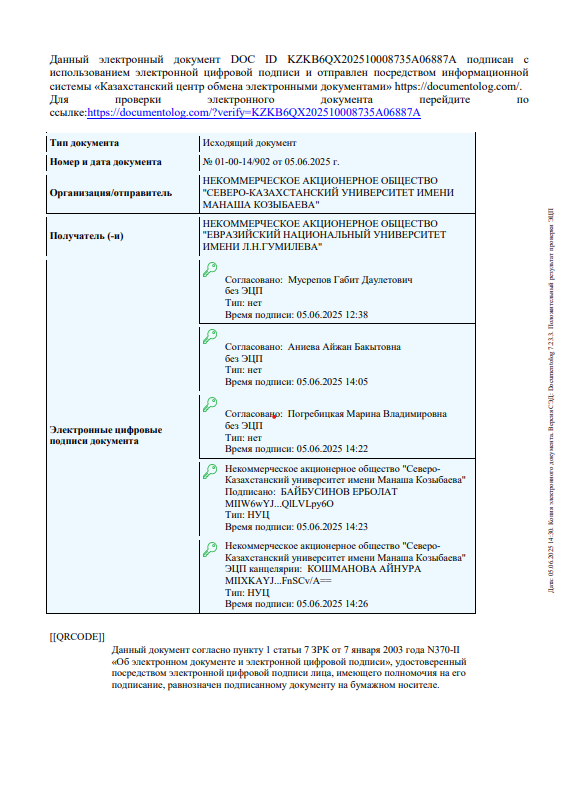 Данный электронный документ DOC ID KZKB6QX202510008735A06887A подписан с
использованием электронной цифровой подписи и отправлен посредством информационной
системы «Казахстанский центр обмена электронными документами» https://documentolog.com/.
Для проверки электронного документа перейдите по
ссылке:https://documentolog.com/?verify=KZKB6QX202510008735A06887A
Тип документа Исходящий документ
Номер и дата документа № 01-00-14/902 от 05.06.2025 г.
Организация/отправитель
НЕКОММЕРЧЕСКОЕ АКЦИОНЕРНОЕ ОБЩЕСТВО
"СЕВЕРО-КАЗАХСТАНСКИЙ УНИВЕРСИТЕТ ИМЕНИ
МАНАША КОЗЫБАЕВА"
Получатель (-и)
НЕКОММЕРЧЕСКОЕ АКЦИОНЕРНОЕ ОБЩЕСТВО
"ЕВРАЗИЙСКИЙ НАЦИОНАЛЬНЫЙ УНИВЕРСИТЕТ
ИМЕНИ Л.Н.ГУМИЛЕВА"
Электронные цифровые
подписи документа
Согласовано: Мусрепов Габит Даулетович
без ЭЦП
Тип: нет
Время подписи: 05.06.2025 12:38
Согласовано: Аниева Айжан Бакытовна
без ЭЦП
Тип: нет
Время подписи: 05.06.2025 14:05
Согласовано: Погребицкая Марина Владимировна
без ЭЦП
Тип: нет
Время подписи: 05.06.2025 14:22
Некоммерческое акционерное общество "Северо-
Казахстанский университет имени Манаша Козыбаева"
Подписано: БАЙБУСИНОВ ЕРБОЛАТ
MIIW6wYJ...QlLVLpy6O
Тип: НУЦ
Время подписи: 05.06.2025 14:23
Некоммерческое акционерное общество "Северо-
Казахстанский университет имени Манаша Козыбаева"
ЭЦП канцелярии: КОШМАНОВА АЙНУРА
MIIXKAYJ...FnSCv/A==
Тип: НУЦ
Время подписи: 05.06.2025 14:26
[[QRCODE]]
Данный документ согласно пункту 1 статьи 7 ЗРК от 7 января 2003 года N370-II
«Об электронном документе и электронной цифровой подписи», удостоверенный
посредством электронной цифровой подписи лица, имеющего полномочия на его
подписание, равнозначен подписанному документу на бумажном носителе.
Дата: 05.06.2025 14:30. Копия электронного документа. Версия СЭД: Documentolog 7.23.3. Положительный результат проверки ЭЦП